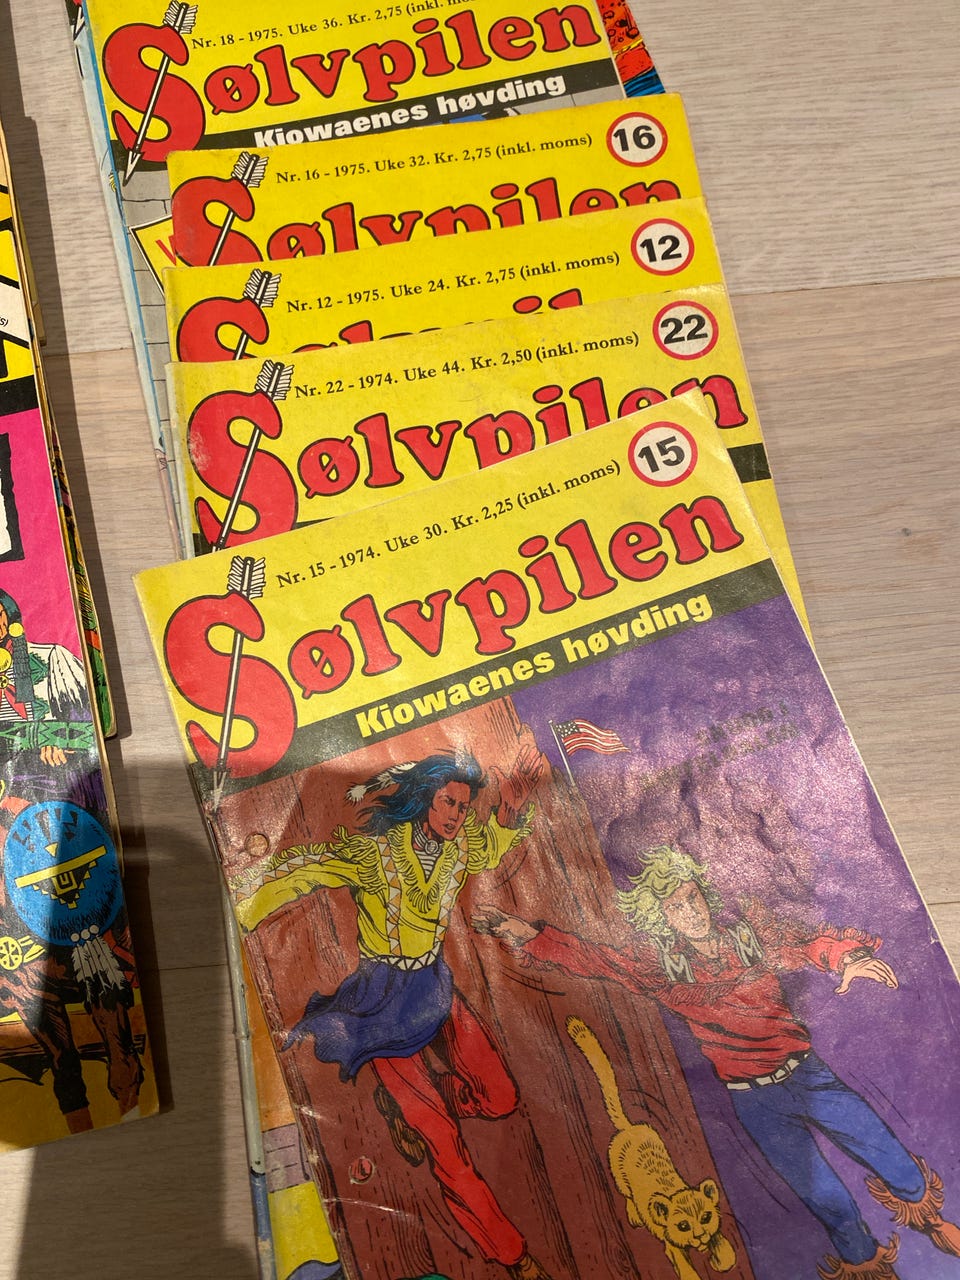 Nr. 18 - 1975. Uke 36. Kr. 2,75 (inkl.
Sølvpilen
Kiowaenes høvding
Nr. 16 - 1975. Uke 32. Kr. 2,75 (inkl. moms)
16
Sølvpilen
Nr. 12 - 1975. Uke 24. Kr. 2,75 (inkl. moms)
12
Sølvpilen
Nr. 22 - 1974. Uke 44. Kr. 2,50 (inkl. moms)
22
Sølvpilen
Nr. 15 - 1974. Uke 30. Kr. 2,25 (inkl. moms)
15
Sølvpilen
Kiowaenes høvding